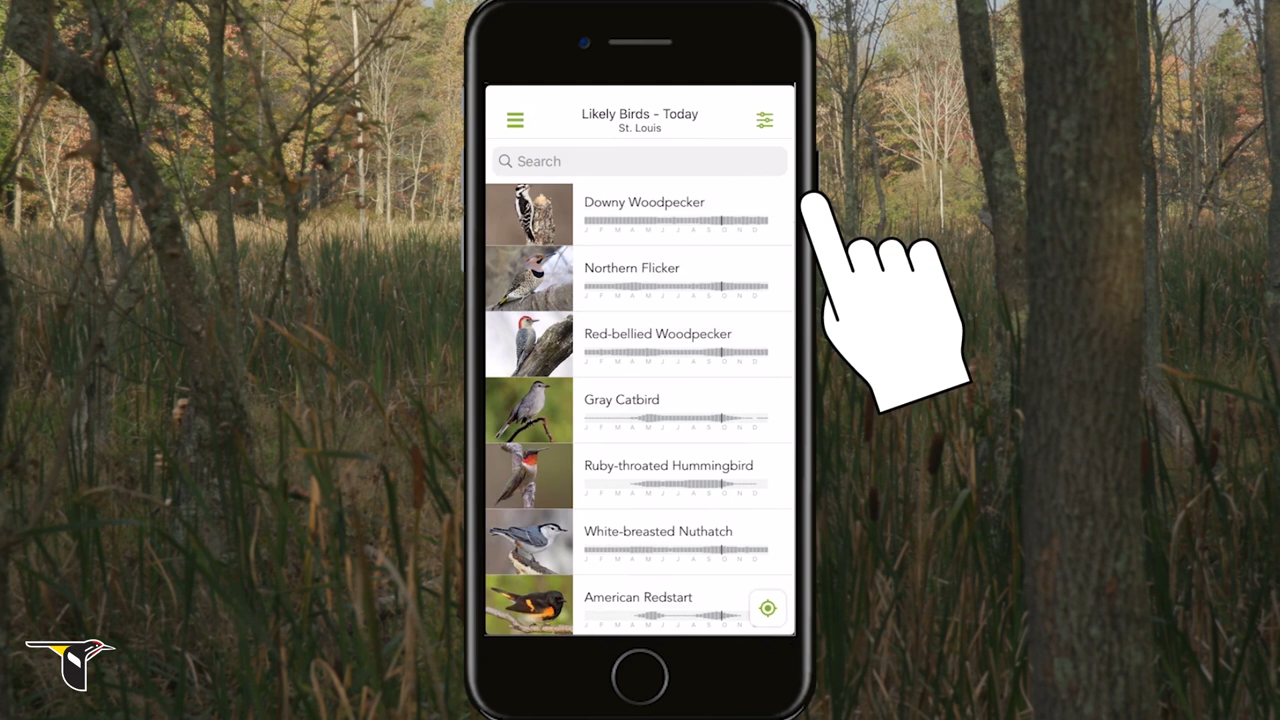 Likely Birds - Today
St. Louis
Search
Downy Woodpecker
J F M A M J J A S O N D
Northern Flicker
J F M A M J J A S O N D
Red-bellied Woodpecker
J F M A M J J A S O N D
Gray Catbird
J F M A M J J A S O N D
Ruby-throated Hummingbird
J F M A M J J A S O N D
White-breasted Nuthatch
J F M A M J J A S O N D
American Redstart
J F M A M J J A S O N D